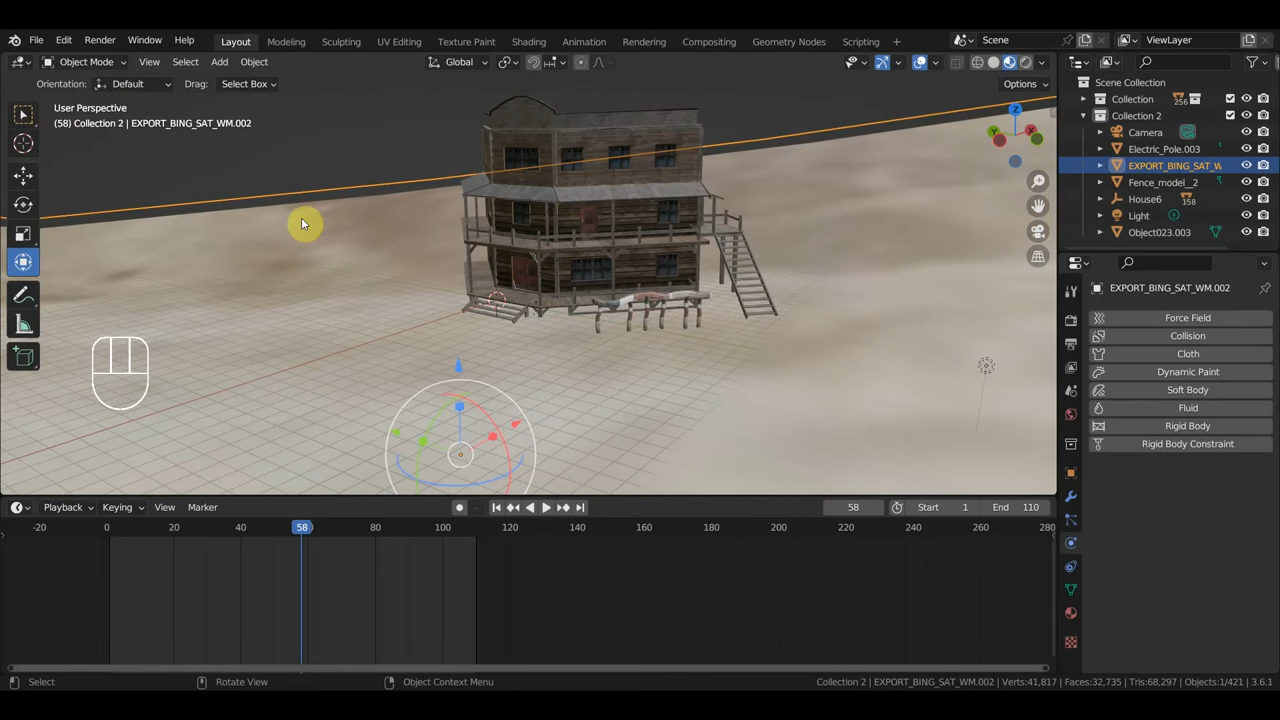 File Edit Render Window Help Layout Modeling Sculpting UV Editing Texture Paint Shading Animation Rendering Compositing Geometry Nodes Scripting + Scene ViewLayer
Object Mode View Select Add Object Global
Orientation: Default Drag: Select Box Options
User Perspective
(58) Collection 2 | EXPORT_BING_SAT_WM.002
Z
Y
X
Scene Collection
Collection 256
Collection 2
Camera
Electric_Pole.003
EXPORT_BING_SAT_W
Fence_model__2
House6 158
Light
Object023.003
EXPORT_BING_SAT_WM.002
Force Field
Collision
Cloth
Dynamic Paint
Soft Body
Fluid
Rigid Body
Rigid Body Constraint
Playback Keying View Marker 58 Start 1 End 110
-20 0 20 40 58 80 100 120 140 160 180 200 220 240 260 280
Select Rotate View Object Context Menu Collection 2 | EXPORT_BING_SAT_WM.002 | Verts:41,817 | Faces:32,735 | Tris:68,297 | Objects:1/421 | 3.6.1